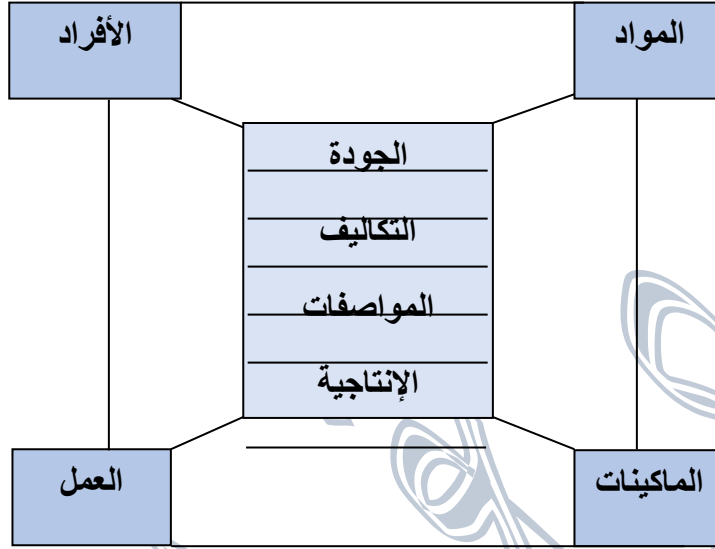 المواد
الأفراد
الجودة
التكاليف
المواصفات
الإنتاجية
الماكينات
العمل